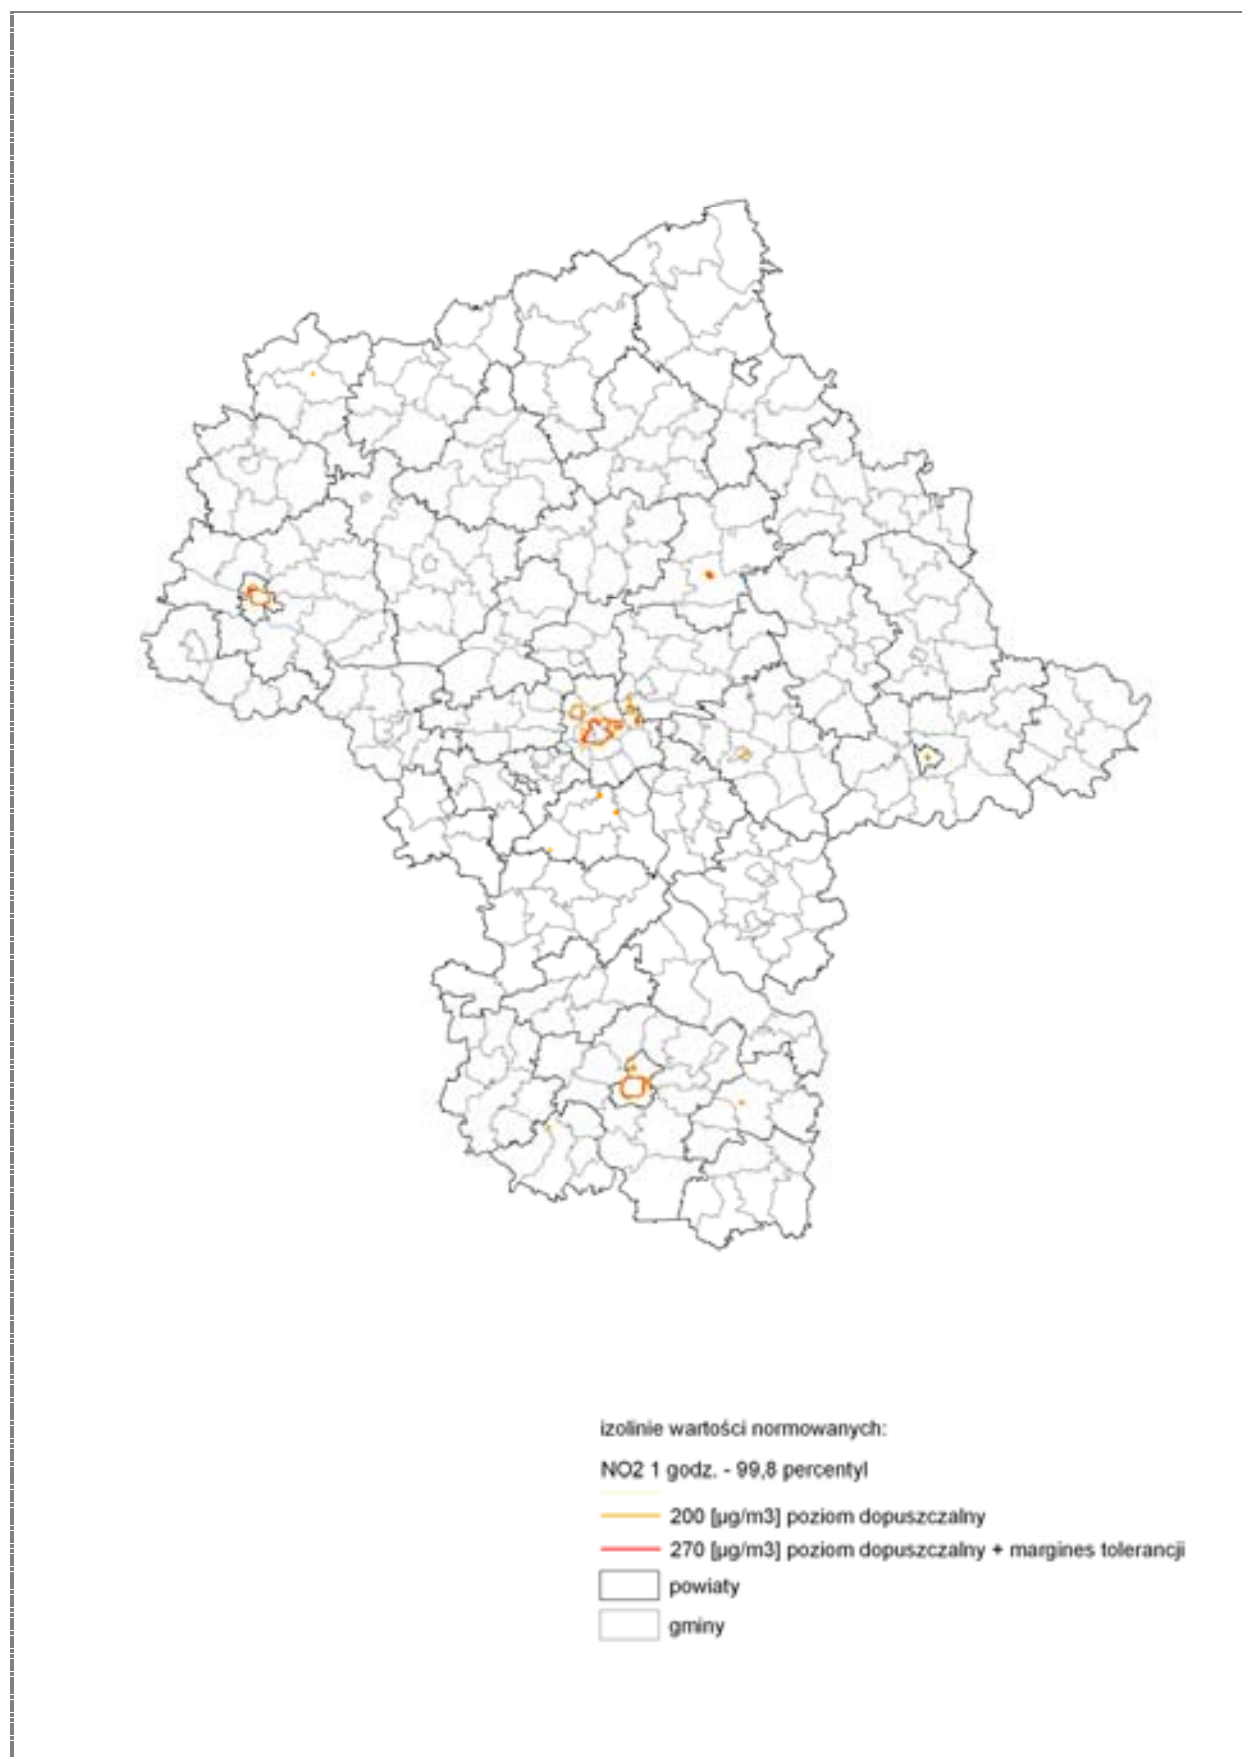 izolinie wartości normowanych:
NO2 1 godz. - 99,8 percentyl
200 [µg/m3] poziom dopuszczalny
270 [µg/m3] poziom dopuszczalny + margines tolerancji
powiaty
gminy